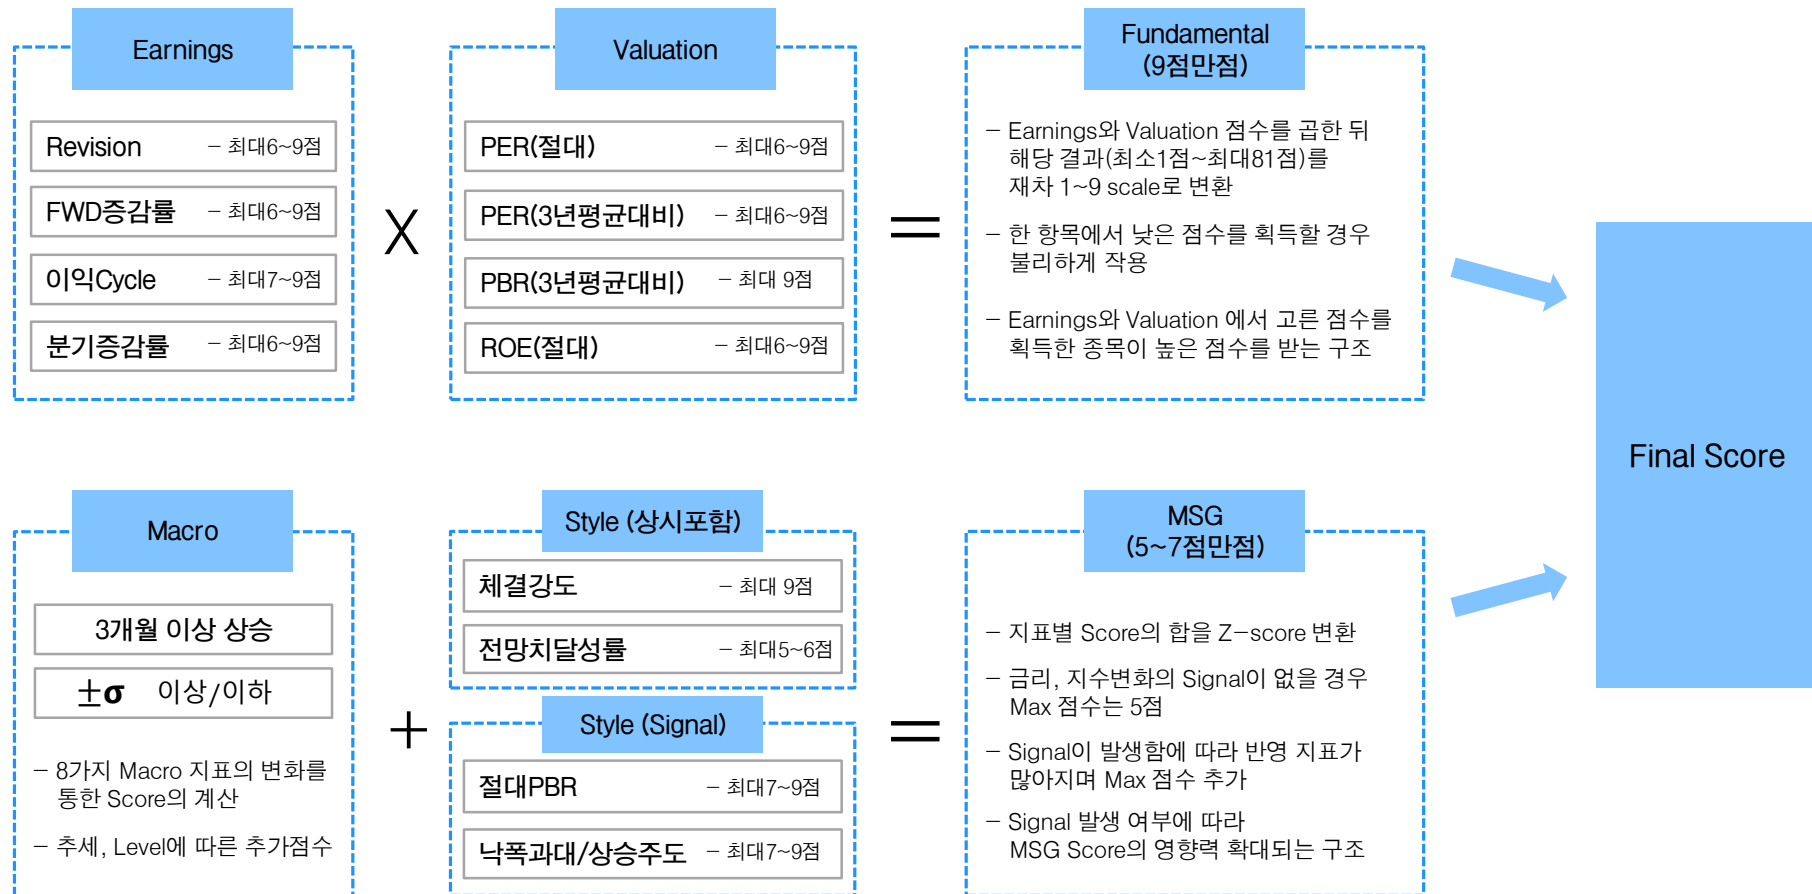 Earnings
Revision – 최대6~9점
FWD증감률 – 최대6~9점
이익Cycle – 최대7~9점
분기증감률 – 최대6~9점
X
Valuation
PER(절대) – 최대6~9점
PER(3년평균대비) – 최대6~9점
PBR(3년평균대비) – 최대 9점
ROE(절대) – 최대6~9점
=
Fundamental
(9점만점)
– Earnings와 Valuation 점수를 곱한 뒤
해당 결과(최소1점~최대81점)를
재차 1~9 scale로 변환
– 한 항목에서 낮은 점수를 획득할 경우
불리하게 작용
– Earnings와 Valuation 에서 고른 점수를
획득한 종목이 높은 점수를 받는 구조
Macro
3개월 이상 상승
±σ 이상/이하
– 8가지 Macro 지표의 변화를
통한 Score의 계산
– 추세, Level에 따른 추가점수
+
Style (상시포함)
체결강도 – 최대 9점
전망치달성률 – 최대5~6점
Style (Signal)
절대PBR – 최대7~9점
낙폭과대/상승주도 – 최대7~9점
=
MSG
(5~7점만점)
– 지표별 Score의 합을 Z-score 변환
– 금리, 지수변화의 Signal이 없을 경우
Max 점수는 5점
– Signal이 발생함에 따라 반영 지표가
많아지며 Max 점수 추가
– Signal 발생 여부에 따라
MSG Score의 영향력 확대되는 구조
Final Score